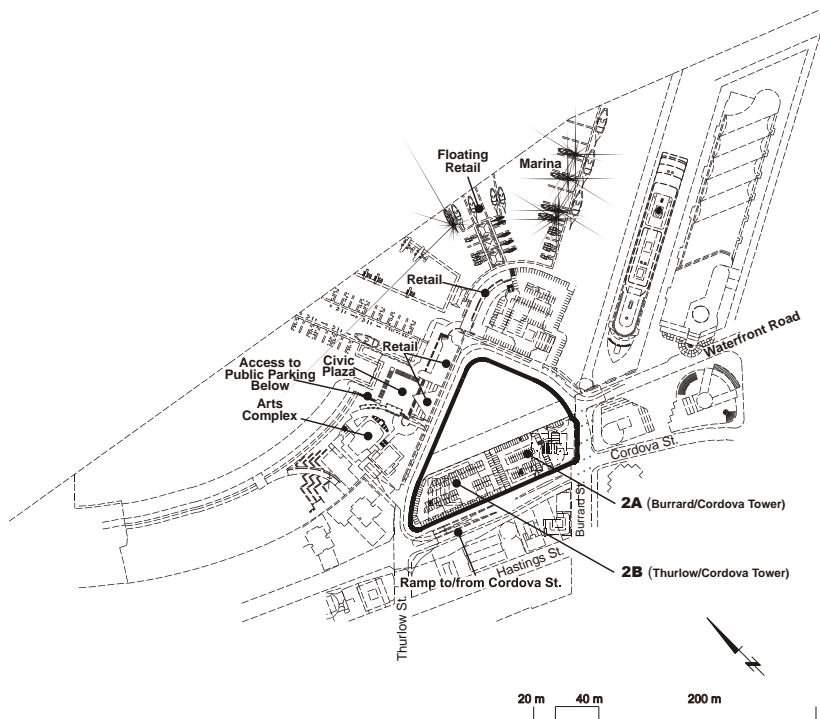 Floating
Retail
Marina
Retail
Waterfront Road
Retail
Civic
Plaza
Access to
Public Parking
Below
Arts
Complex
Cordova St.
2A (Burrard/Cordova Tower)
Burrard St.
Hastings St.
2B (Thurlow/Cordova Tower)
Ramp to/from Cordova St.
Thurlow St.
N
20 m 40 m 200 m